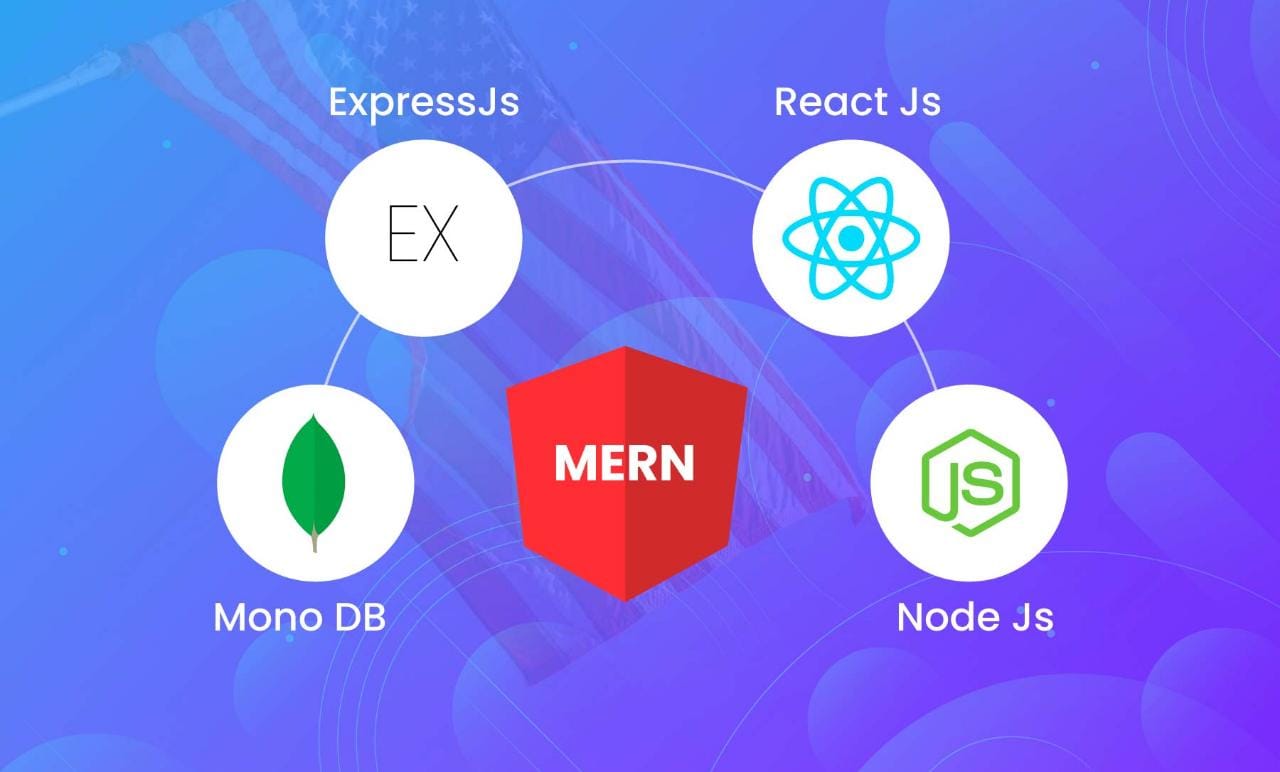 ExpressJs
React Js
EX
MERN
JS
Mono DB
Node Js